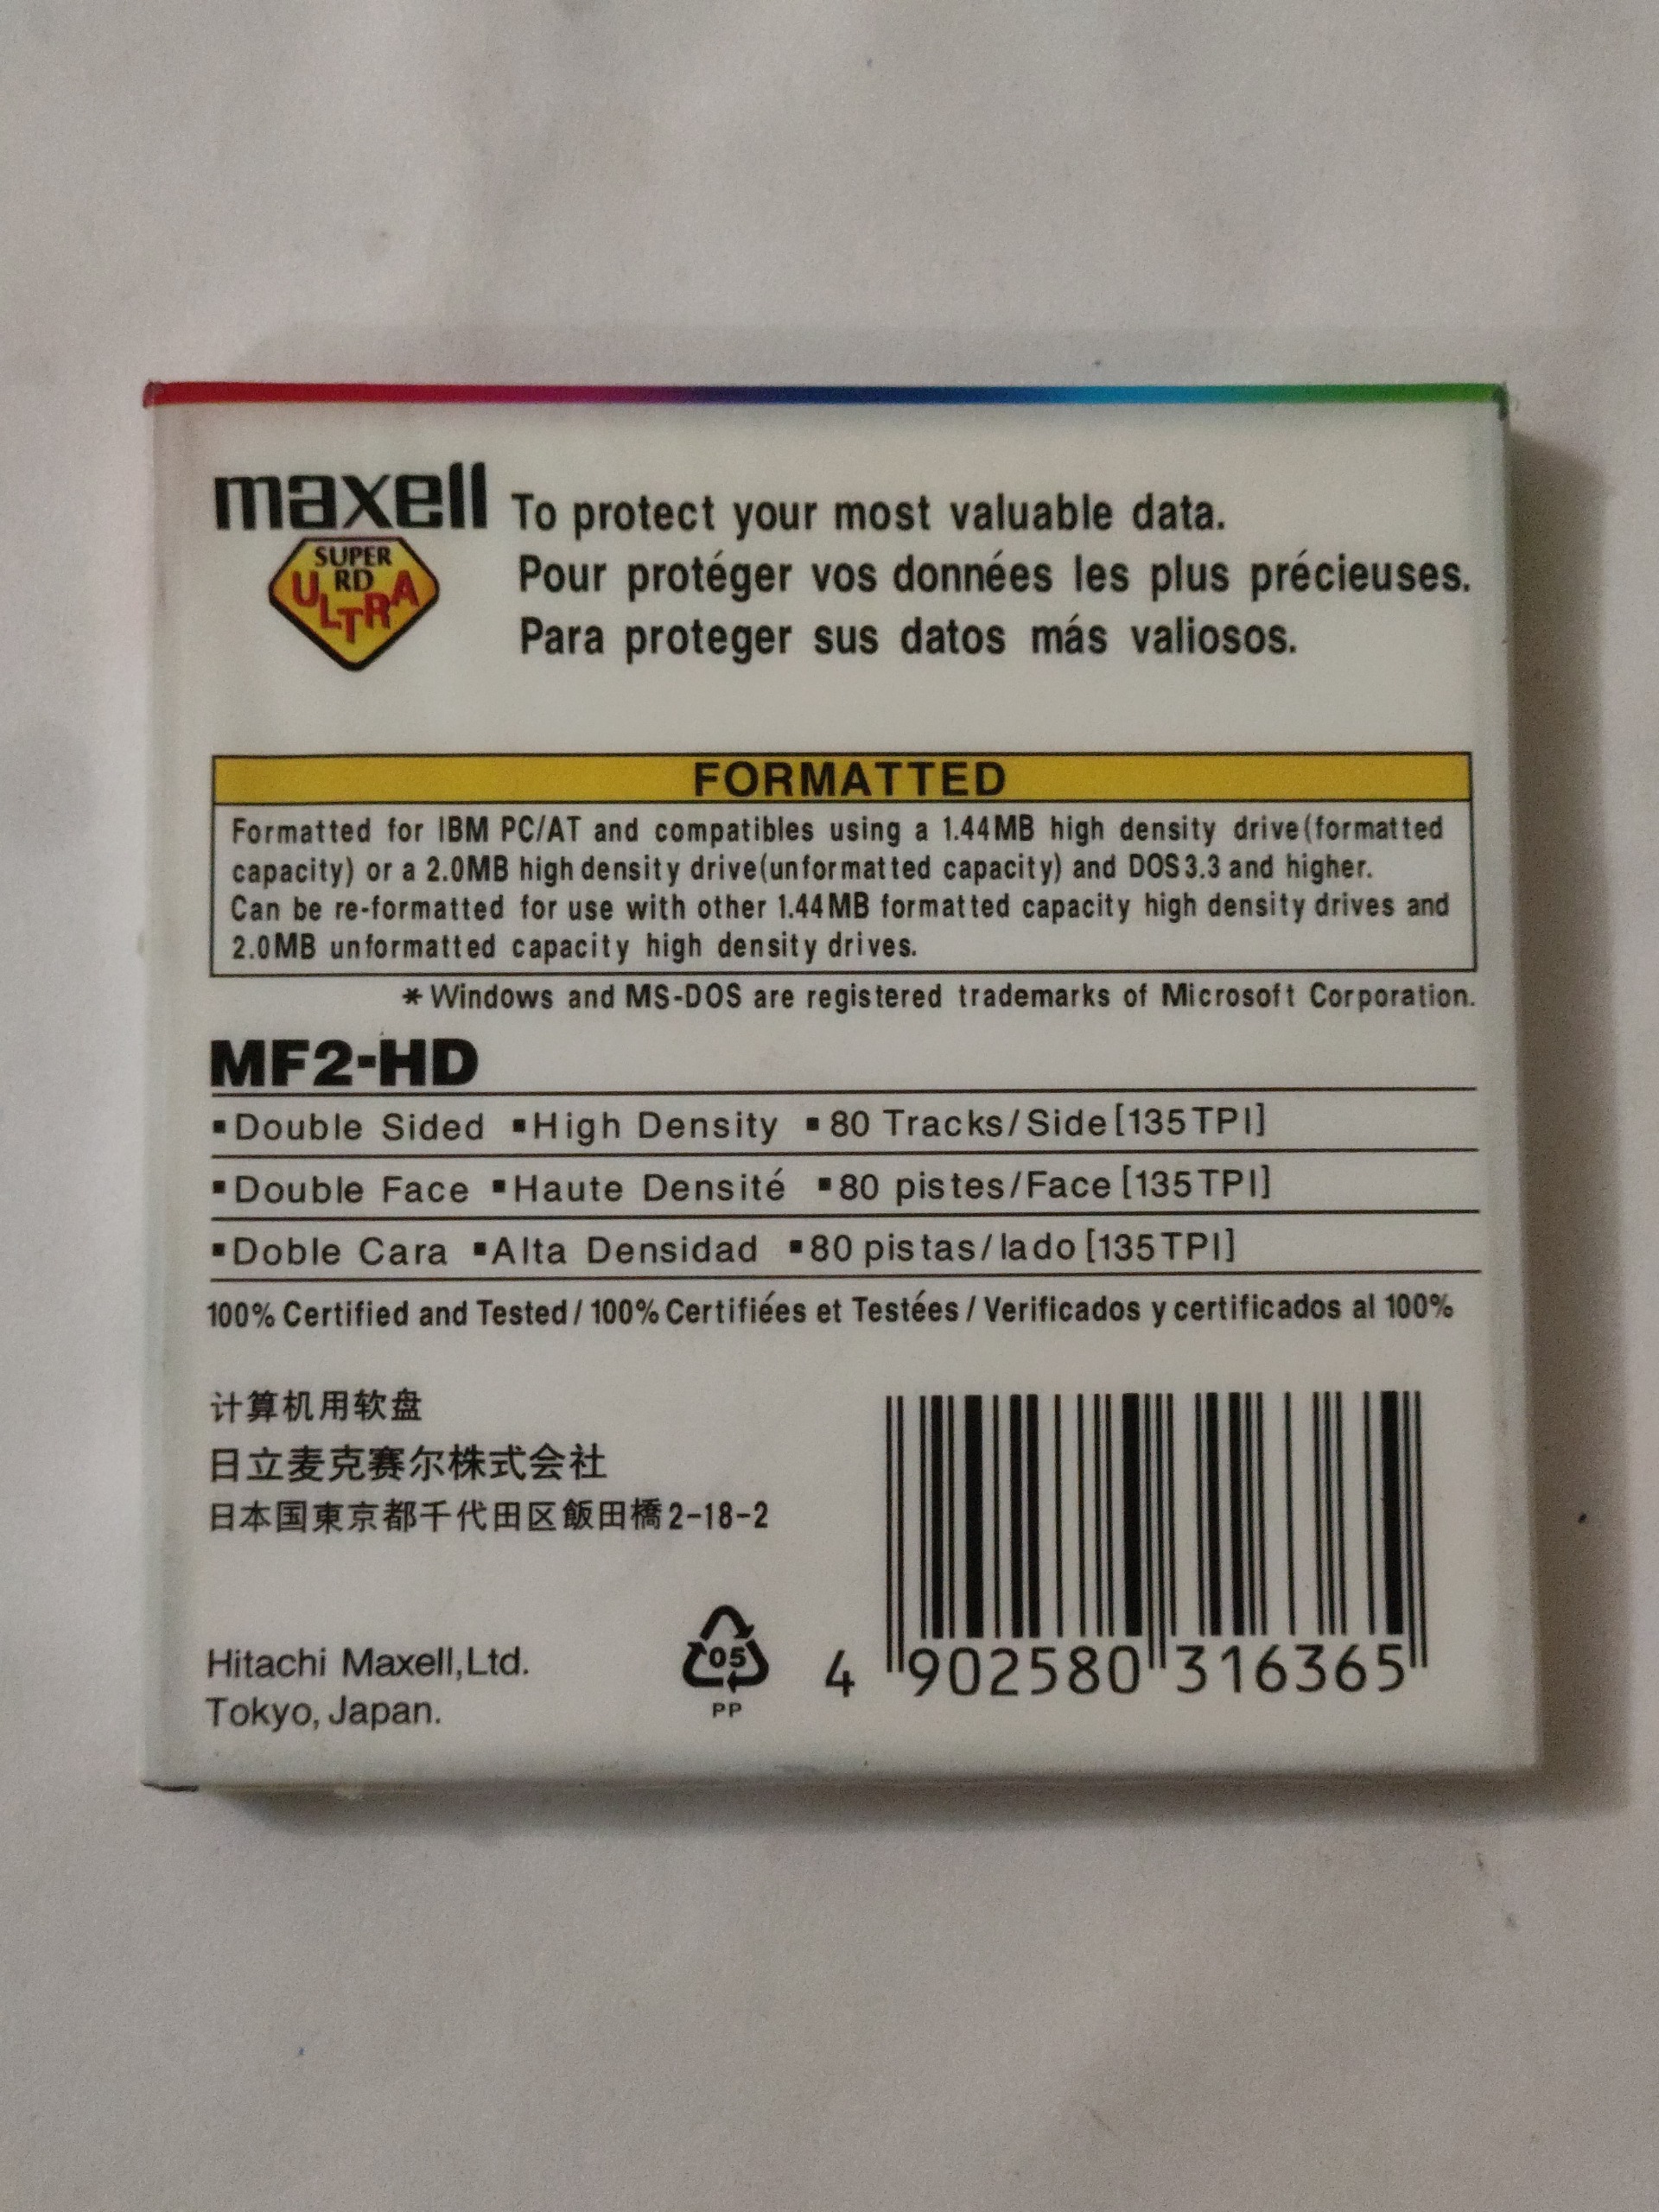 maxell
SUPER
RD
ULTRA
To protect your most valuable data.
Pour protéger vos données les plus précieuses.
Para proteger sus datos más valiosos.
FORMATTED
Formatted for IBM PC/AT and compatibles using a 1.44MB high density drive(formatted
capacity) or a 2.0MB high density drive(unformatted capacity) and DOS3.3 and higher.
Can be re-formatted for use with other 1.44MB formatted capacity high density drives and
2.0MB unformatted capacity high density drives.
* Windows and MS-DOS are registered trademarks of Microsoft Corporation.
MF2-HD
▪Double Sided ▪High Density ▪80 Tracks/Side[135TPI]
▪Double Face ▪Haute Densité ▪80 pistes/Face[135TPI]
▪Doble Cara ▪Alta Densidad ▪80 pistas/lado[135TPI]
100% Certified and Tested / 100% Certifiées et Testées / Verificados y certificados al 100%
计算机用软盘
日立麦克赛尔株式会社
日本国東京都千代田区飯田橋2-18-2
Hitachi Maxell,Ltd.
Tokyo, Japan.
05
PP
4 902580 316365